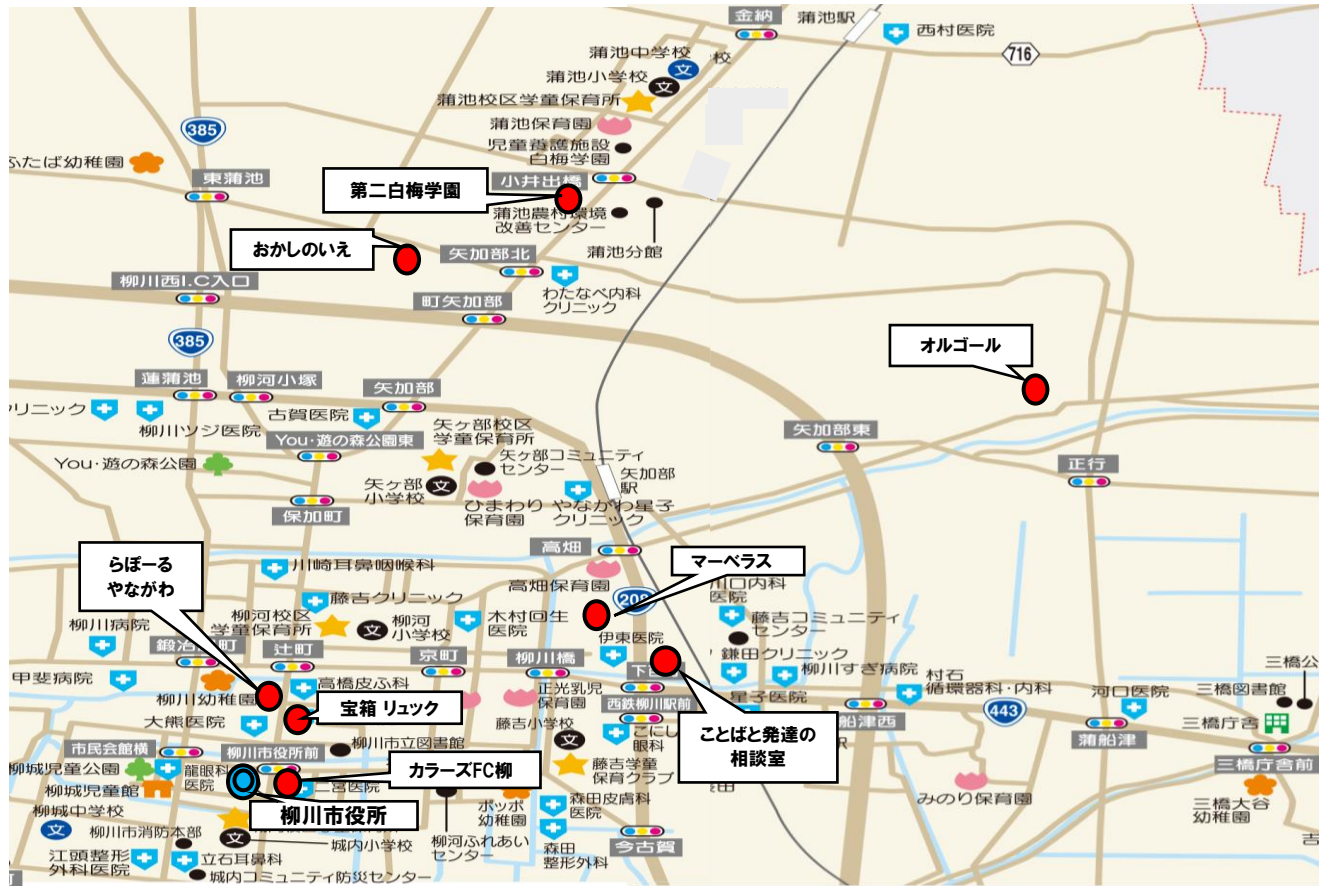 金納
蒲池駅
西村医院
716
蒲池中学校
校
蒲池小学校
文
文
蒲池校区学童保育所
385
蒲池保育園
児童養護施設
白梅学園
ふたば幼稚園
東蒲池
小井出橋
第二白梅学園
蒲池農村環境
改善センター
蒲池分館
おかしのいえ
矢加部北
柳川西I.C入口
わたなべ内科
クリニック
町矢加部
385
オルゴール
蓮蒲池
柳河小塚
矢加部
クリニック
柳川ツジ医院
古賀医院
矢ヶ部校区
学童保育所
矢加部東
You・遊の森公園東
You・遊の森公園
矢ヶ部コミュニティ
センター
矢加部
駅
正行
矢ヶ部
小学校
文
ひまわり
保育園
やながわ星子
クリニック
保加町
高畑
らぽーる
やながわ
川崎耳鼻咽喉科
マーベラス
高畑保育園
川口内科
医院
藤吉クリニック
柳河校区
学童保育所
文
柳河
小学校
木村回生
医院
藤吉コミュニティ
センター
柳川病院
伊東医院
鍛冶
町
辻町
京町
柳川橋
下
鎌田クリニック
柳川すぎ病院
村石
循環器科・内科
三橋公
甲斐病院
高橋皮ふ科
正光乳児
保育園
西鉄柳川駅前
星子医院
河口医院
三橋図書館
柳川幼稚園
宝箱 リュック
藤吉小学校
船津西
443
三橋庁舎
大熊医院
文
こにし
眼科
ことばと発達の
相談室
蒲船津
市民会館横
柳川市役所前
柳川市立図書館
三橋庁舎前
柳城児童公園
龍眼科
医院
カラーズFC柳
藤吉学童
保育クラブ
柳城児童館
二宮医院
みのり保育園
柳川市役所
ポッポ
幼稚園
森田皮膚科
医院
三橋大谷
幼稚園
柳城中学校
文
柳川市消防本部
文
城内小学校
柳河ふれあい
センター
森田
整形外科
今古賀
江頭整形
外科医院
立石耳鼻科
城内コミュニティ防災センター